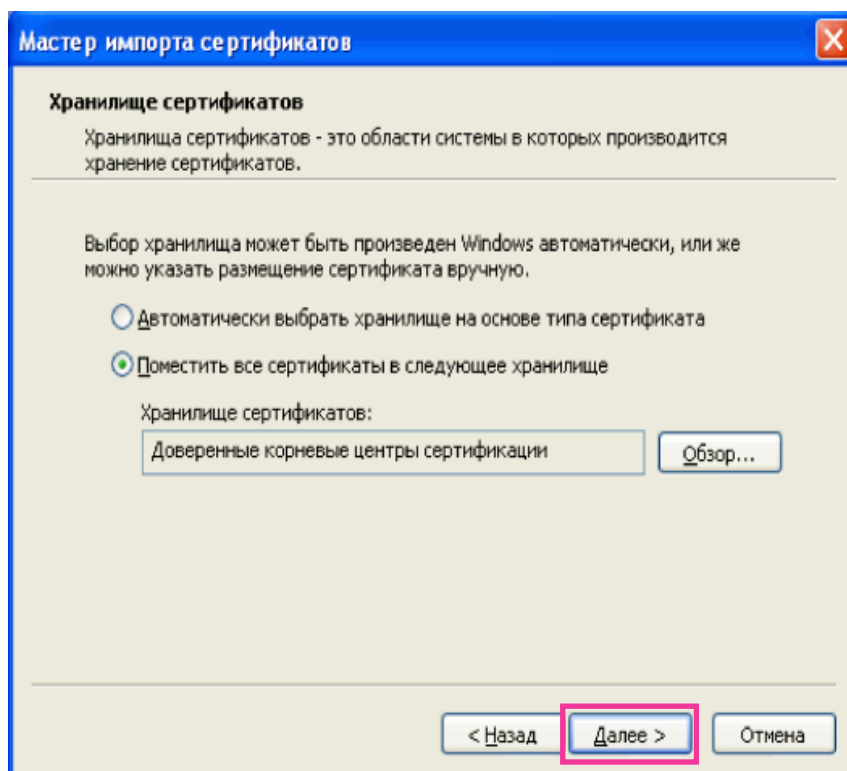 Мастер импорта сертификатов
Хранилище сертификатов
Хранилища сертификатов - это области системы в которых производится
хранение сертификатов.
Выбор хранилища может быть произведен Windows автоматически, или же
можно указать размещение сертификата вручную.
Автоматически выбрать хранилище на основе типа сертификата
Поместить все сертификаты в следующее хранилище
Хранилище сертификатов:
Доверенные корневые центры сертификации
Обзор...
< Назад
Далее >
Отмена